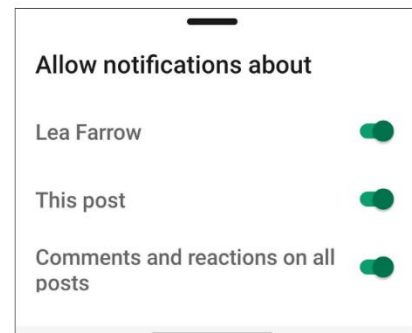 Allow notifications about
Lea Farrow
This post
Comments and reactions on all
posts